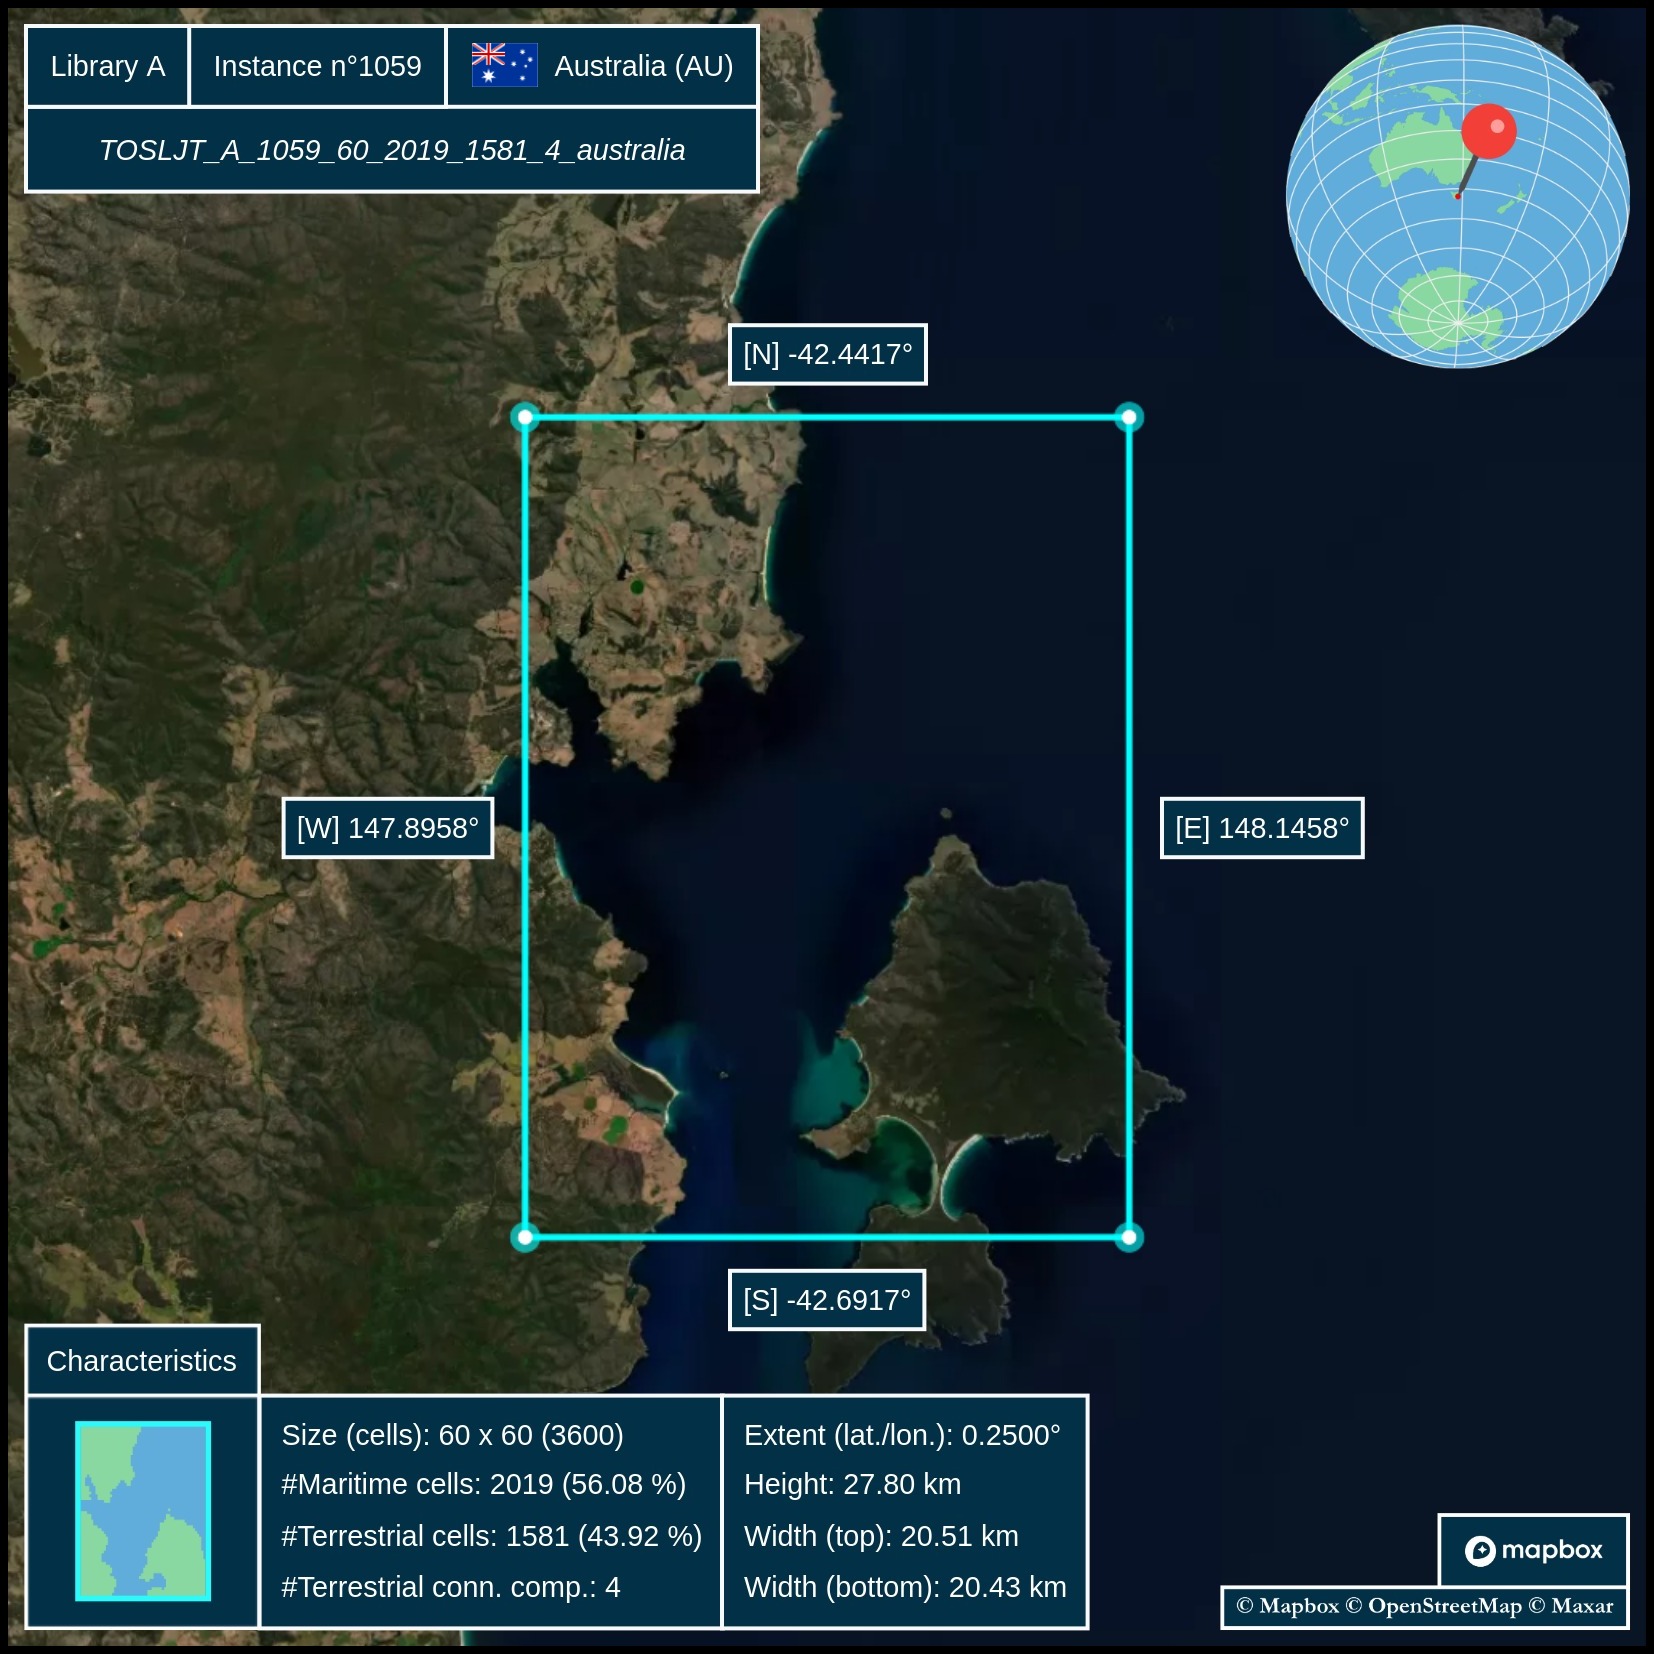 Library A
Instance n°1059
Australia (AU)
TOSLJT_A_1059_60_2019_1581_4_australia
[N] -42.4417°
[W] 147.8958°
[E] 148.1458°
[S] -42.6917°
Characteristics
Size (cells): 60 x 60 (3600)
#Maritime cells: 2019 (56.08 %)
#Terrestrial cells: 1581 (43.92 %)
#Terrestrial conn. comp.: 4
Extent (lat./lon.): 0.2500°
Height: 27.80 km
Width (top): 20.51 km
Width (bottom): 20.43 km
mapbox
© Mapbox © OpenStreetMap © Maxar